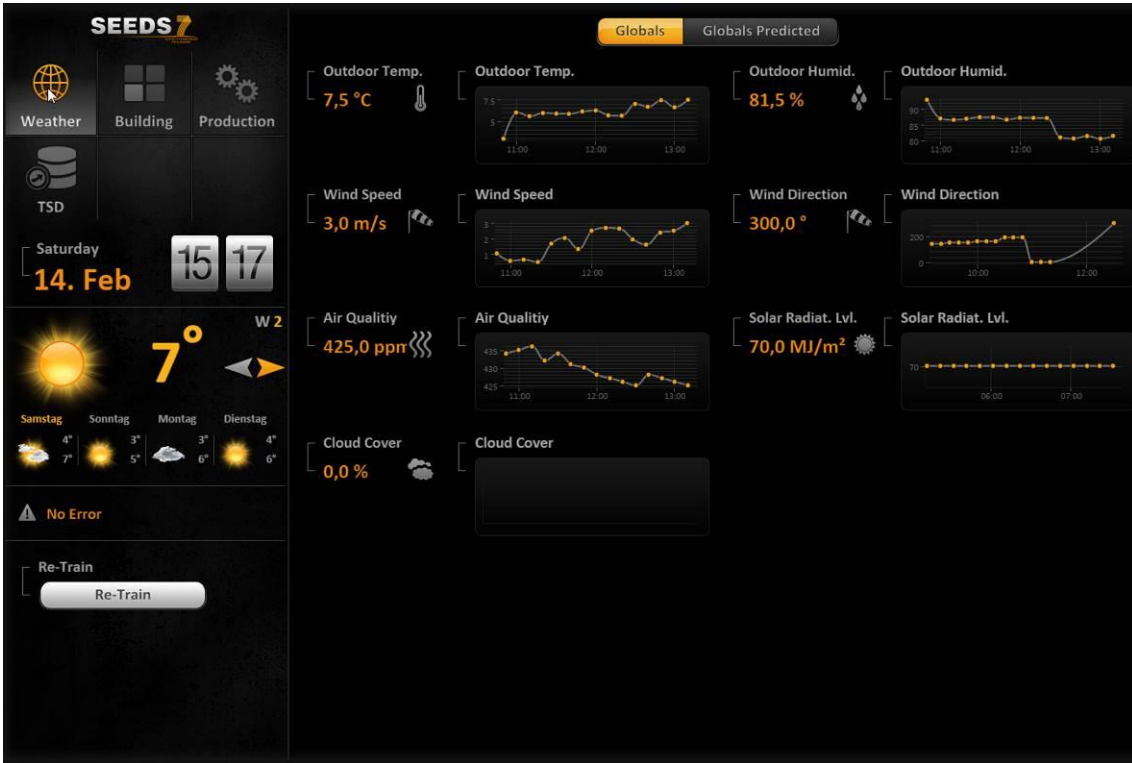 SEEDS 7
Weather
Building
Production
TSD
Saturday
14. Feb
15 17
W 2
7°
Samstag
Sonntag
Montag
Dienstag
4°
7°
3°
5°
3°
6°
4°
6°
No Error
Re-Train
Re-Train
Globals
Globals Predicted
Outdoor Temp.
7,5 °C
Outdoor Temp.
7.5
5
11:00 12:00 13:00
Outdoor Humid.
81,5 %
Outdoor Humid.
90
85
80
11:00 12:00 13:00
Wind Speed
3,0 m/s
Wind Speed
3
2
1
11:00 12:00 13:00
Wind Direction
300,0 °
Wind Direction
200
0
10:00 12:00
Air Qualitiy
425,0 ppm
Air Qualitiy
435
430
425
11:00 12:00 13:00
Solar Radiat. Lvl.
70,0 MJ/m²
Solar Radiat. Lvl.
70
06:00 07:00
Cloud Cover
0,0 %
Cloud Cover